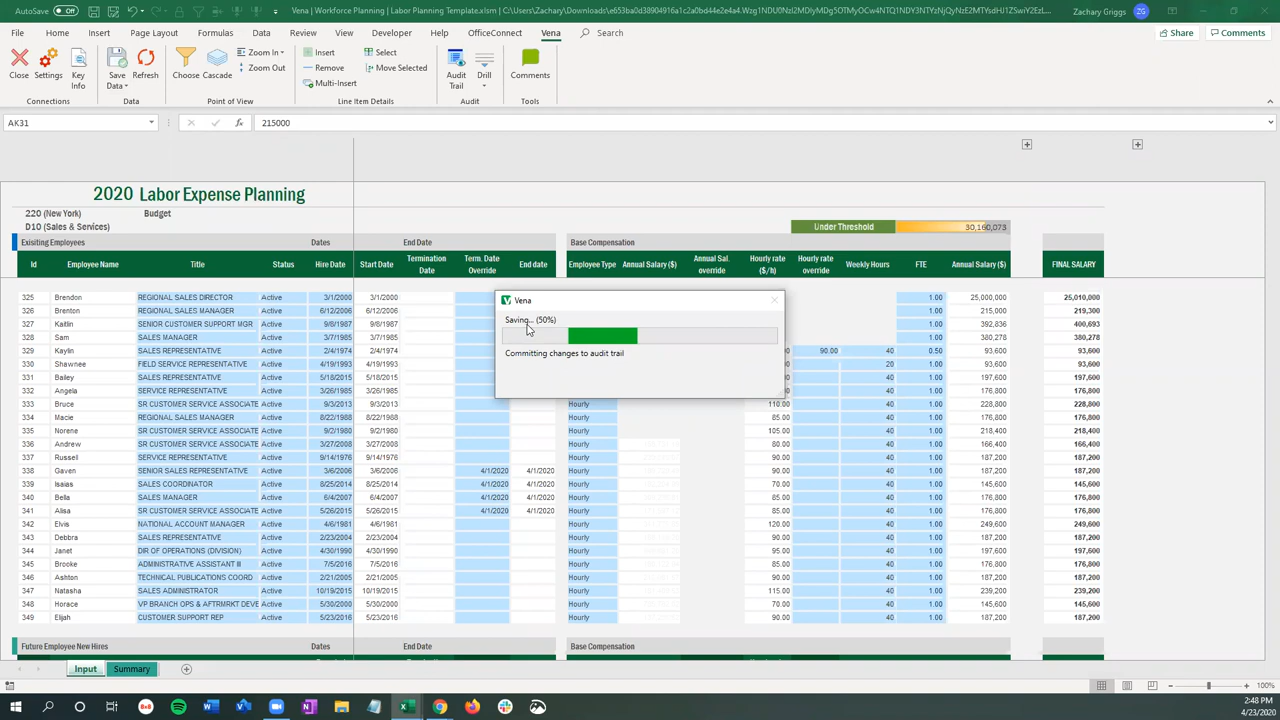 AutoSave Off Vena | Workforce Planning | Labor Planning Template.xlsm | C:\Users\Zachary\Downloads\ Zachary Griggs ZG
File Home Insert Page Layout Formulas Data Review View Developer Help OfficeConnect Vena Search Share Comments
Close Settings Key Info Save Data Refresh Choose Cascade Zoom In Zoom Out Insert Remove Multi-Insert Select Move Selected Audit Trail Drill Comments
Connections Data Point of View Line Item Details Audit Tools
AK31 fx 215000
2020 Labor Expense Planning
220 (New York) Budget
D10 (Sales & Services) Under Threshold 30,160,073
Exisiting Employees Dates End Date Base Compensation
Id Employee Name Title Status Hire Date Start Date Termination Date Term. Date Override End date Employee Type Annual Salary ($) Annual Sal. override Hourly rate ($/h) Hourly rate override Weekly Hours FTE Annual Salary ($) FINAL SALARY
325 Brendon REGIONAL SALES DIRECTOR Active 3/1/2000 3/1/2000 1.00 25,000,000 25,010,000
326 Brenton REGIONAL SALES MANAGER Active 6/12/2006 6/12/2006 1.00 215,000 219,300
327 Kaitlin SENIOR CUSTOMER SUPPORT MGR Active 9/8/1987 9/8/1987 1.00 392,836 400,693
328 Sam SALES MANAGER Active 3/7/1985 3/7/1985 1.00 380,278 380,278
329 Kaylin SALES REPRESENTATIVE Active 2/4/1974 2/4/1974 90.00 40 0.50 93,600 93,600
330 Shawnee FIELD SERVICE REPRESENTATIVE Active 4/19/1993 4/19/1993 20 1.00 93,600 93,600
331 Bailey SALES REPRESENTATIVE Active 5/18/2015 5/18/2015 40 1.00 197,600 197,600
332 Angela SERVICE REPRESENTATIVE Active 3/26/1985 3/26/1985 40 1.00 176,800 176,800
333 Bruce SR CUSTOMER SERVICE ASSOCIATE Active 9/3/2013 9/3/2013 Hourly 110.00 40 1.00 228,800 228,800
334 Macie REGIONAL SALES MANAGER Active 8/22/1988 8/22/1988 Hourly 85.00 40 1.00 176,800 176,800
335 Norene SR CUSTOMER SERVICE ASSOCIATE Active 9/2/1980 9/2/1980 Hourly 105.00 40 1.00 218,400 218,400
336 Andrew SR CUSTOMER SERVICE ASSOCIATE Active 3/27/2008 3/27/2008 Hourly 80.00 40 1.00 166,400 166,400
337 Russell SERVICE REPRESENTATIVE Active 9/14/1976 9/14/1976 Hourly 90.00 40 1.00 187,200 187,200
338 Gaven SENIOR SALES REPRESENTATIVE Active 3/6/2006 3/6/2006 4/1/2020 4/1/2020 Hourly 90.00 40 1.00 187,200 187,200
339 Isaias SALES COORDINATOR Active 8/25/2014 8/25/2014 4/1/2020 4/1/2020 Hourly 70.00 40 1.00 145,600 145,600
340 Bella SALES MANAGER Active 6/4/2007 6/4/2007 4/1/2020 4/1/2020 Hourly 85.00 40 1.00 176,800 176,800
341 Alisa SR CUSTOMER SERVICE ASSOCIATE Active 5/26/2015 5/26/2015 4/1/2020 4/1/2020 Hourly 85.00 40 1.00 176,800 176,800
342 Elvis NATIONAL ACCOUNT MANAGER Active 4/6/1981 4/6/1981 Hourly 120.00 40 1.00 249,600 249,600
343 Debbra SALES REPRESENTATIVE Active 2/23/2004 2/23/2004 Hourly 90.00 40 1.00 187,200 187,200
344 Janet DIR OF OPERATIONS (DIVISION) Active 4/30/1990 4/30/1990 Hourly 95.00 40 1.00 197,600 197,600
345 Brooke ADMINISTRATIVE ASSISTANT III Active 7/5/2016 7/5/2016 Hourly 70.00 40 1.00 145,600 145,600
346 Ashton TECHNICAL PUBLICATIONS COORD Active 2/21/2005 2/21/2005 Hourly 90.00 40 1.00 187,200 187,200
347 Natasha SALES ADMINISTRATOR Active 10/19/2015 10/19/2015 Hourly 115.00 40 1.00 239,200 239,200
348 Horace VP BRANCH OPS & AFTRMRKT DEVE Active 5/30/2000 5/30/2000 Hourly 70.00 40 1.00 145,600 145,600
349 Elijah CUSTOMER SUPPORT REP Active 5/23/2016 5/23/2016 Hourly 90.00 40 1.00 187,200 187,200
Vena
Saving... (50%)
Committing changes to audit trail
Future Employee New Hires Dates End Date Base Compensation
Input Summary
100%
2:48 PM
4/23/2020